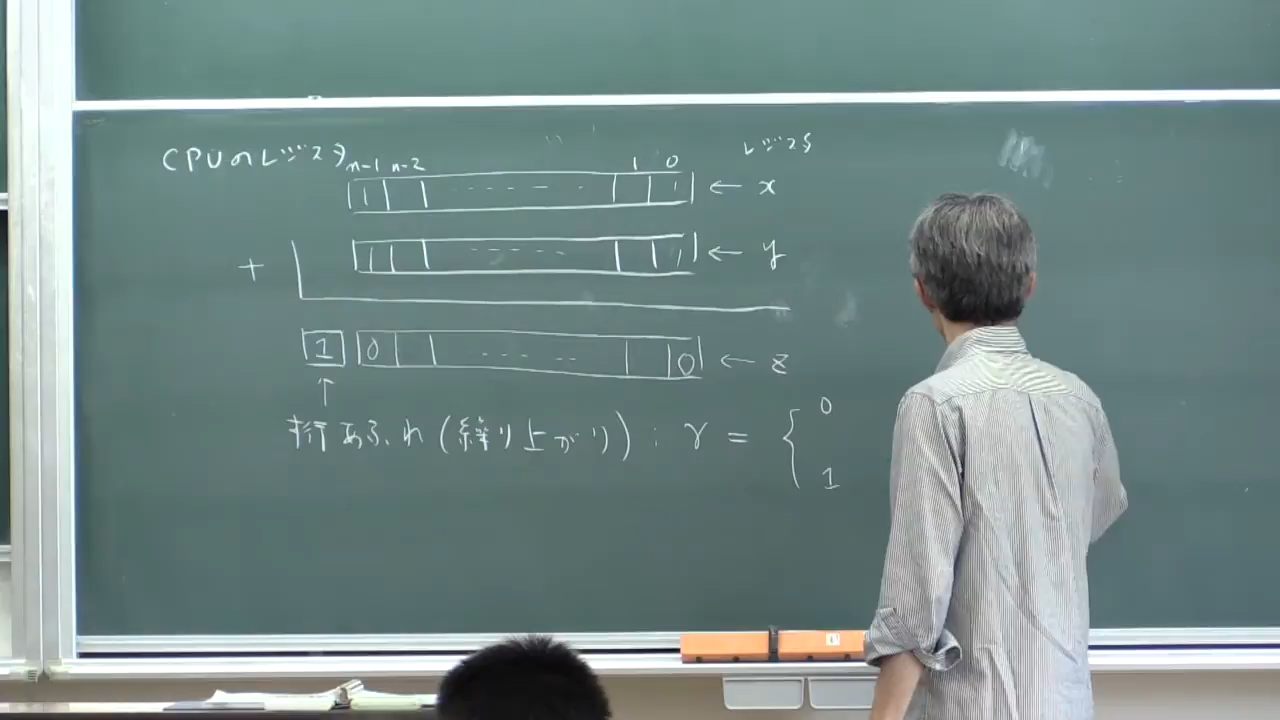 CPUのレジスタ
n-1 n-2 1 0 レジスタ
1 ・・・・・・ 1 ← x
+ 1 ・・・・・・ 1 ← y
1 0 ・・・・・・ 0 ← z
↑
桁あふれ(繰り上がり) : γ = { 0
1